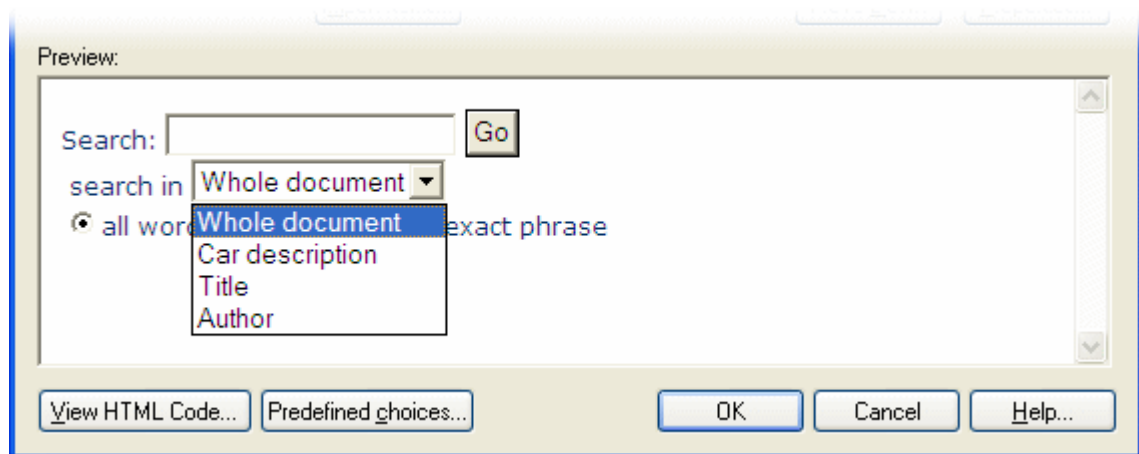 Preview:
Search: Go
search in Whole document
all word exact phrase
Whole document
Car description
Title
Author
View HTML Code... Predefined choices... OK Cancel Help...